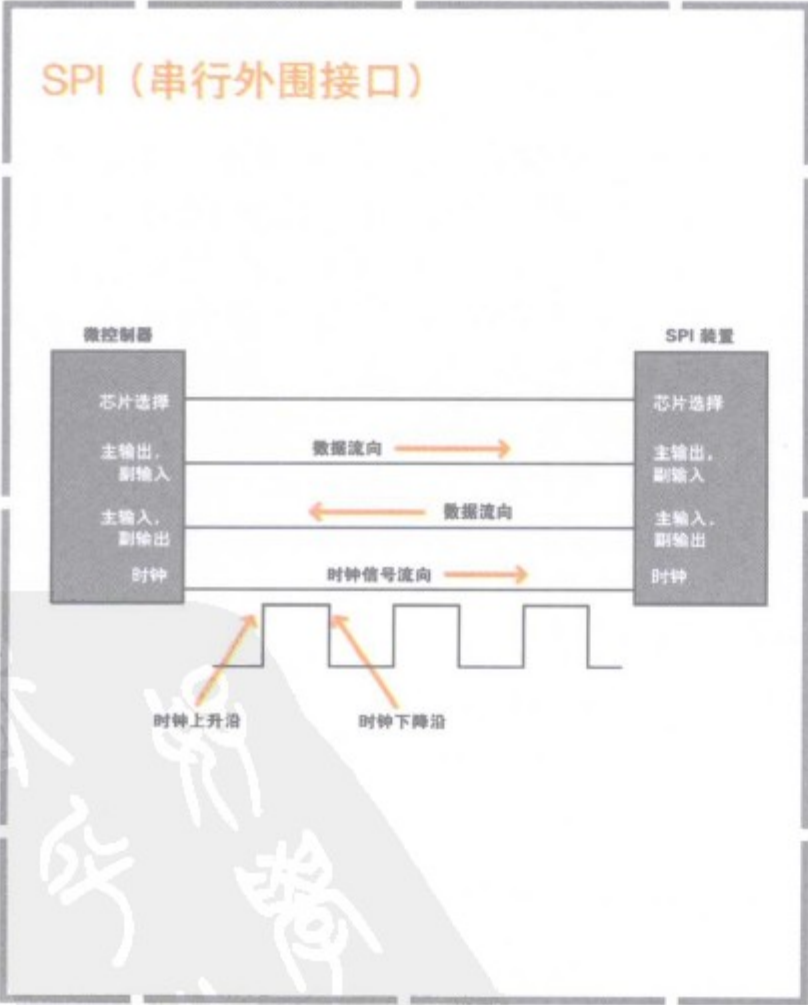 SPI（串行外围接口）
微控制器
SPI 装置
芯片选择
芯片选择
数据流向
主输出，
副输入
主输出，
副输入
数据流向
主输入，
副输出
主输入，
副输出
时钟
时钟信号流向
时钟
时钟上升沿
时钟下降沿